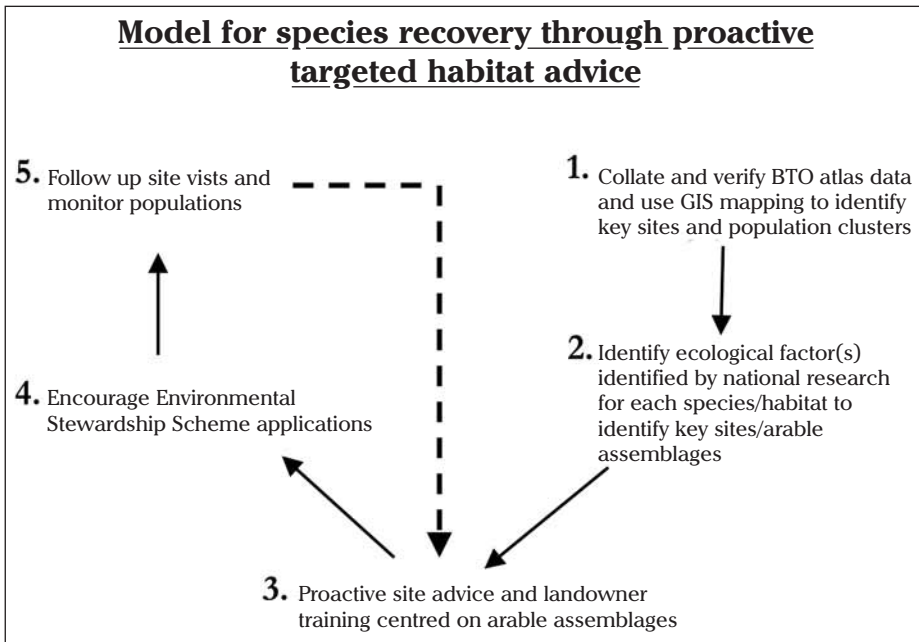 Model for species recovery through proactive
targeted habitat advice
1. Collate and verify BTO atlas data
and use GIS mapping to identify
key sites and population clusters
2. Identify ecological factor(s)
identified by national research
for each species/habitat to
identify key sites/arable
assemblages
3. Proactive site advice and landowner
training centred on arable assemblages
4. Encourage Environmental
Stewardship Scheme applications
5. Follow up site vists and
monitor populations